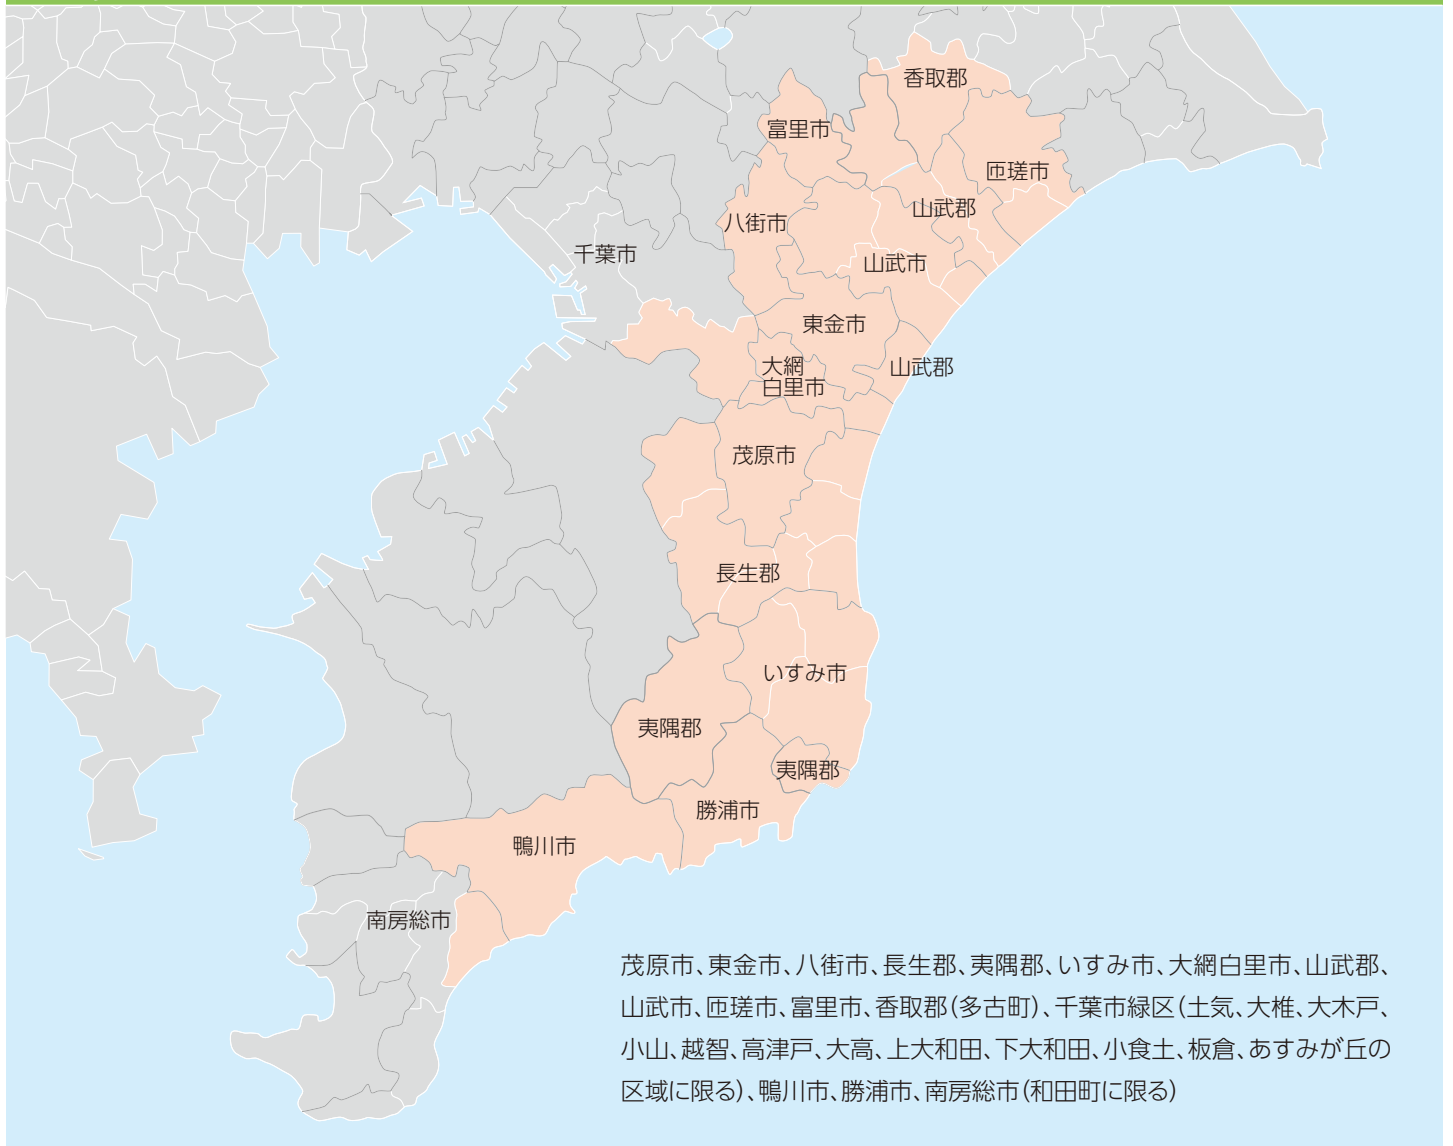 香取郡
富里市
匝瑳市
八街市
山武郡
千葉市
山武市
東金市
大網
白里市
山武郡
茂原市
長生郡
いすみ市
夷隅郡
夷隅郡
勝浦市
鴨川市
南房総市
茂原市、東金市、八街市、長生郡、夷隅郡、いすみ市、大網白里市、山武郡、
山武市、匝瑳市、富里市、香取郡(多古町)、千葉市緑区(土気、大椎、大木戸、
小山、越智、高津戸、大高、上大和田、下大和田、小食土、板倉、あすみが丘の
区域に限る)、鴨川市、勝浦市、南房総市(和田町に限る)